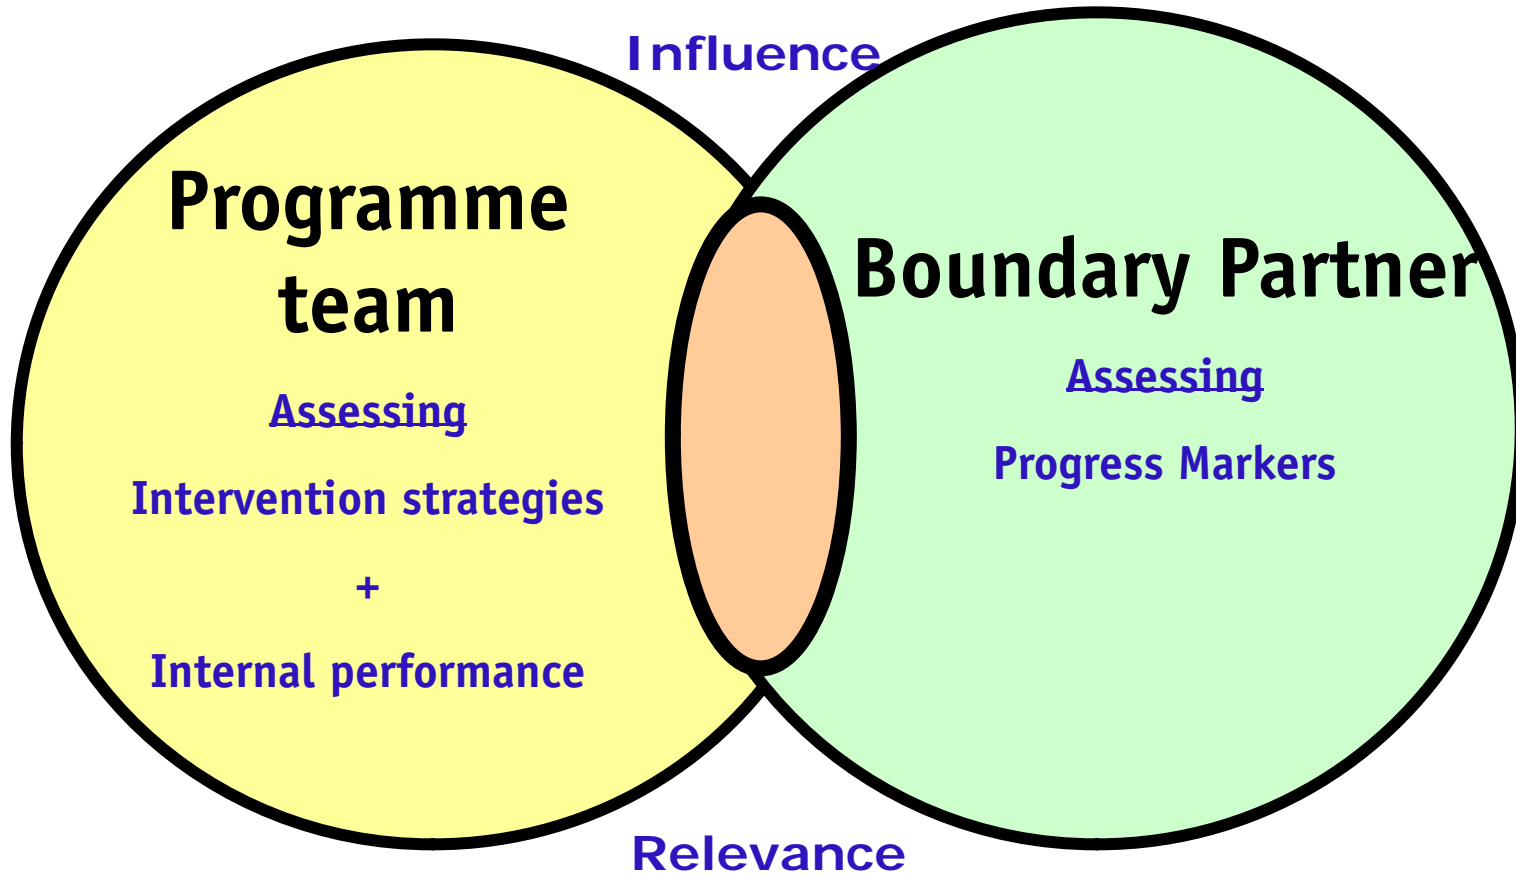 Influence
Programme
team
Assessing
Intervention strategies
+
Internal performance
Boundary Partner
Assessing
Progress Markers
Relevance